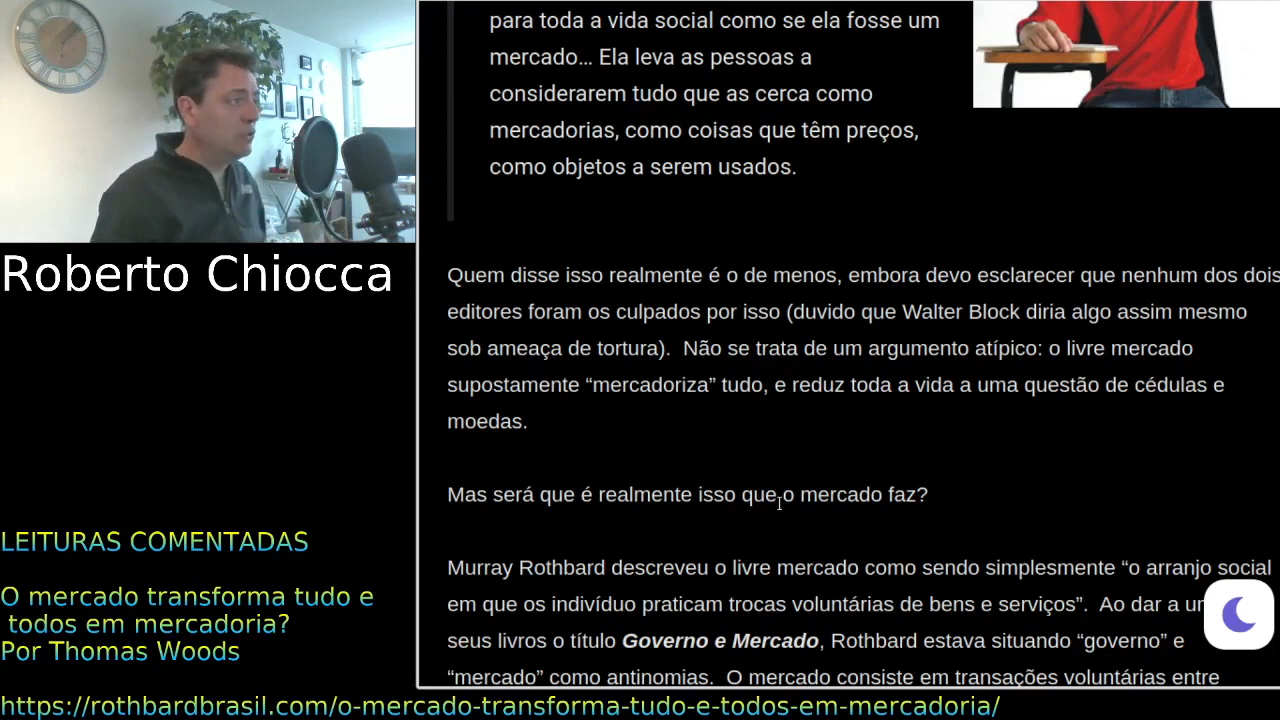 para toda a vida social como se ela fosse um
mercado… Ela leva as pessoas a
considerarem tudo que as cerca como
mercadorias, como coisas que têm preços,
como objetos a serem usados.
Quem disse isso realmente é o de menos, embora devo esclarecer que nenhum dos dois
editores foram os culpados por isso (duvido que Walter Block diria algo assim mesmo
sob ameaça de tortura).  Não se trata de um argumento atípico: o livre mercado
supostamente “mercadoriza” tudo, e reduz toda a vida a uma questão de cédulas e
moedas.
Mas será que é realmente isso que o mercado faz?
Murray Rothbard descreveu o livre mercado como sendo simplesmente “o arranjo social
em que os indivíduo praticam trocas voluntárias de bens e serviços”.  Ao dar a
seus livros o título Governo e Mercado, Rothbard estava situando “governo” e
“mercado” como antinomias.  O mercado consiste em transações voluntárias entre
Roberto Chiocca
LEITURAS COMENTADAS
O mercado transforma tudo e
todos em mercadoria?
Por Thomas Woods
https://rothbardbrasil.com/o-mercado-transforma-tudo-e-todos-em-mercadoria/